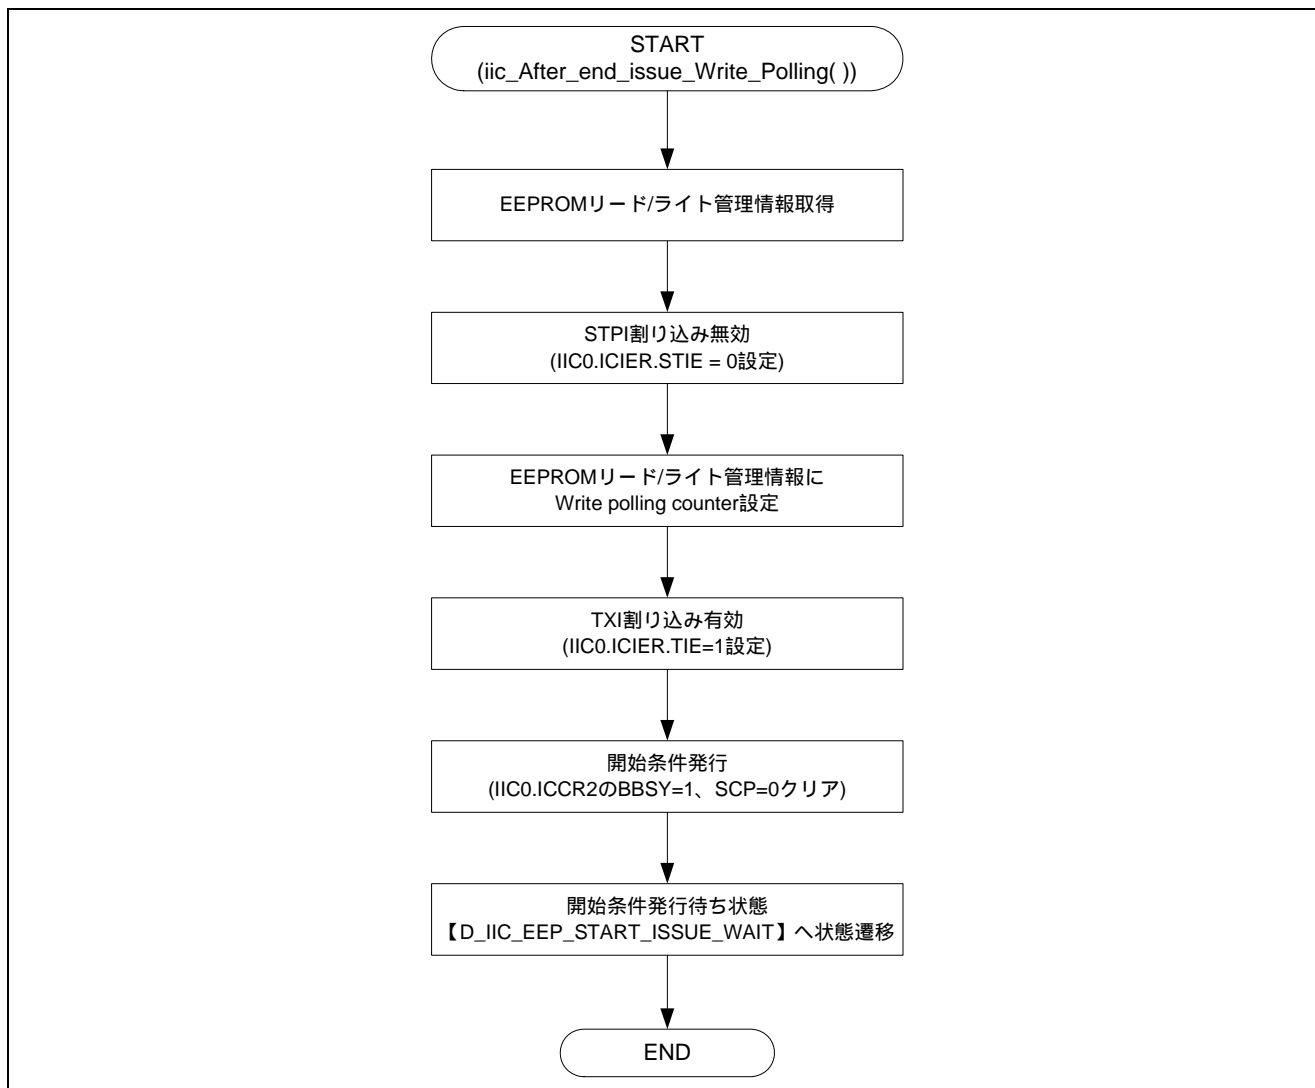 START
(iic_After_end_issue_Write_Polling( ))
EEPROMリード/ライト管理情報取得
STPI割り込み無効
(IIC0.ICIER.STIE = 0設定)
EEPROMリード/ライト管理情報に
Write polling counter設定
TXI割り込み有効
(IIC0.ICIER.TIE=1設定)
開始条件発行
(IIC0.ICCR2のBBSY=1、SCP=0クリア)
開始条件発行待ち状態
【D_IIC_EEP_START_ISSUE_WAIT】へ状態遷移
END